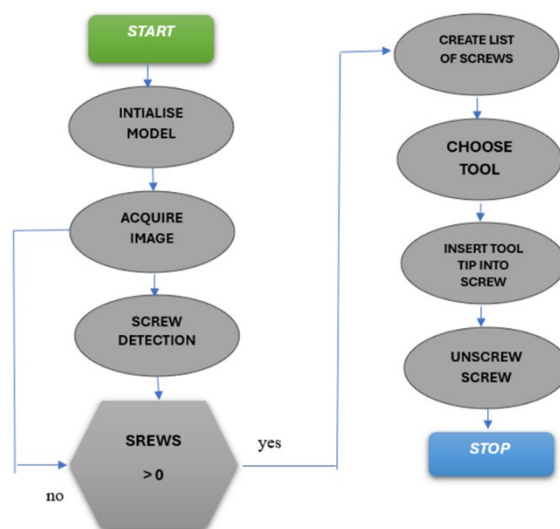 START
INTIALISE
MODEL
ACQUIRE
IMAGE
SCREW
DETECTION
SREWS
> 0
no
yes
CREATE LIST
OF SCREWS
CHOOSE
TOOL
INSERT TOOL
TIP INTO
SCREW
UNSCREW
SCREW
STOP